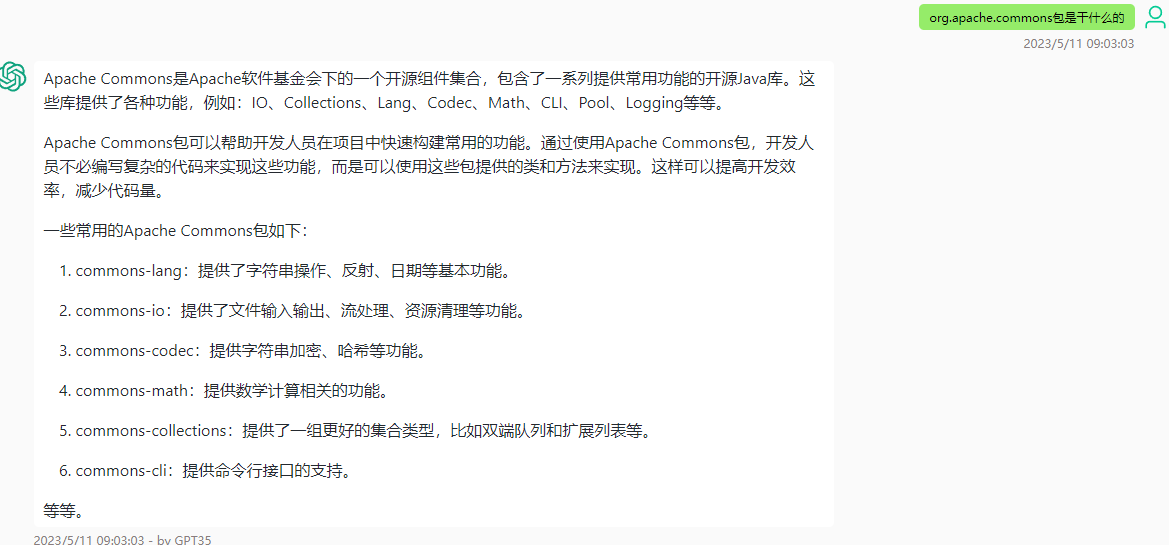 org.apache.commons包是干什么的
2023/5/11 09:03:03
Apache Commons是Apache软件基金会下的一个开源组件集合，包含了一系列提供常用功能的开源Java库。这
些库提供了各种功能，例如：IO、Collections、Lang、Codec、Math、CLI、Pool、Logging等等。
Apache Commons包可以帮助开发人员在项目中快速构建常用的功能。通过使用Apache Commons包，开发人
员不必编写复杂的代码来实现这些功能，而是可以使用这些包提供的类和方法来实现。这样可以提高开发效
率，减少代码量。
一些常用的Apache Commons包如下：
1. commons-lang：提供了字符串操作、反射、日期等基本功能。
2. commons-io：提供了文件输入输出、流处理、资源清理等功能。
3. commons-codec：提供字符串加密、哈希等功能。
4. commons-math：提供数学计算相关的功能。
5. commons-collections：提供了一组更好的集合类型，比如双端队列和扩展列表等。
6. commons-cli：提供命令行接口的支持。
等等。
2023/5/11 09:03:03 - by GPT35